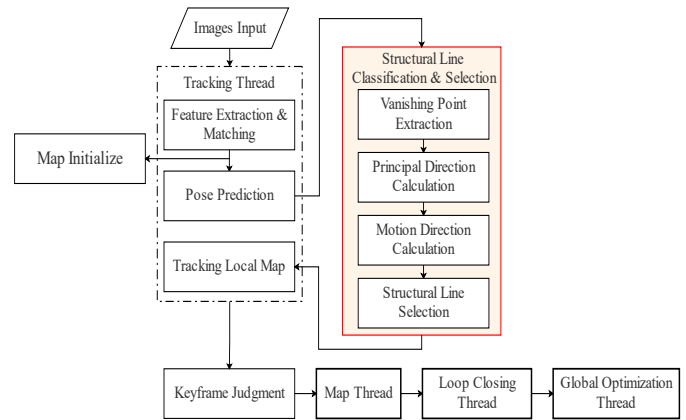 Images Input
Tracking Thread
Feature Extraction &
Matching
Map Initialize
Pose Prediction
Tracking Local Map
Structural Line
Classification & Selection
Vanishing Point
Extraction
Principal Direction
Calculation
Motion Direction
Calculation
Structural Line
Selection
Keyframe Judgment
Map Thread
Loop Closing
Thread
Global Optimization
Thread